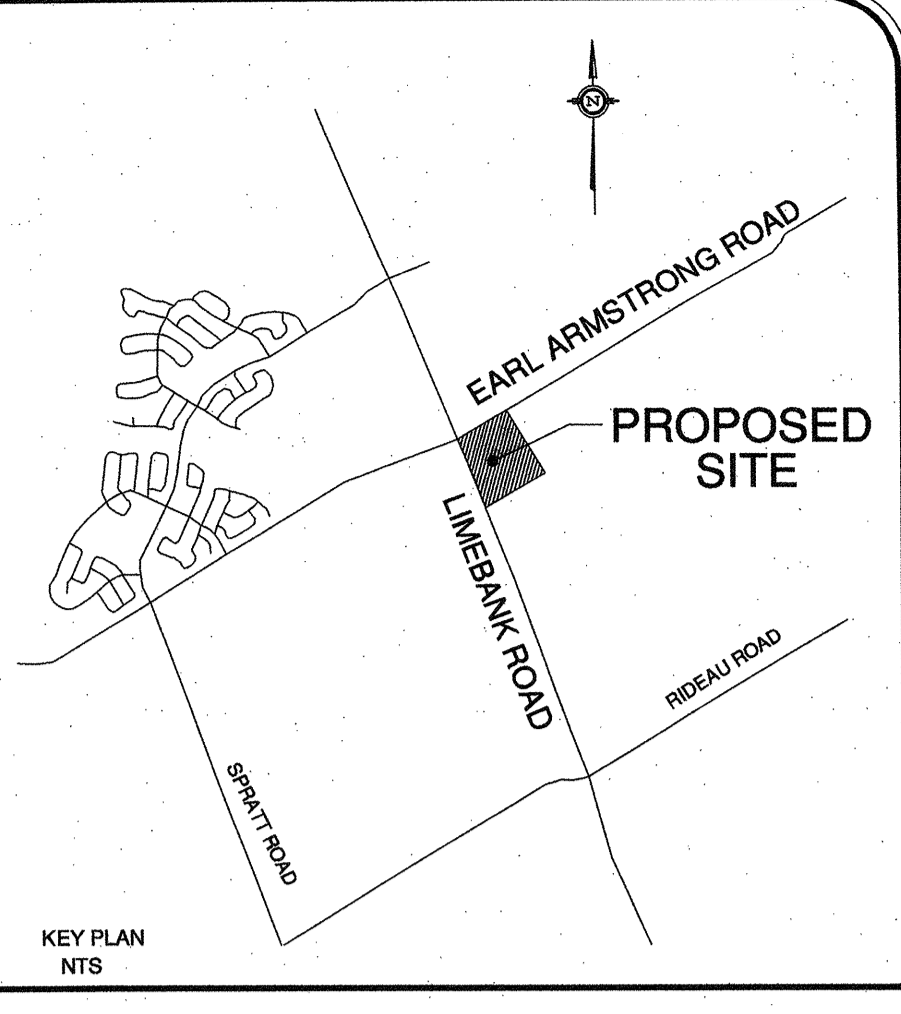 N
EARL ARMSTRONG ROAD
PROPOSED
SITE
LIMEBANK ROAD
RIDEAU ROAD
SPRATT ROAD
KEY PLAN
NTS